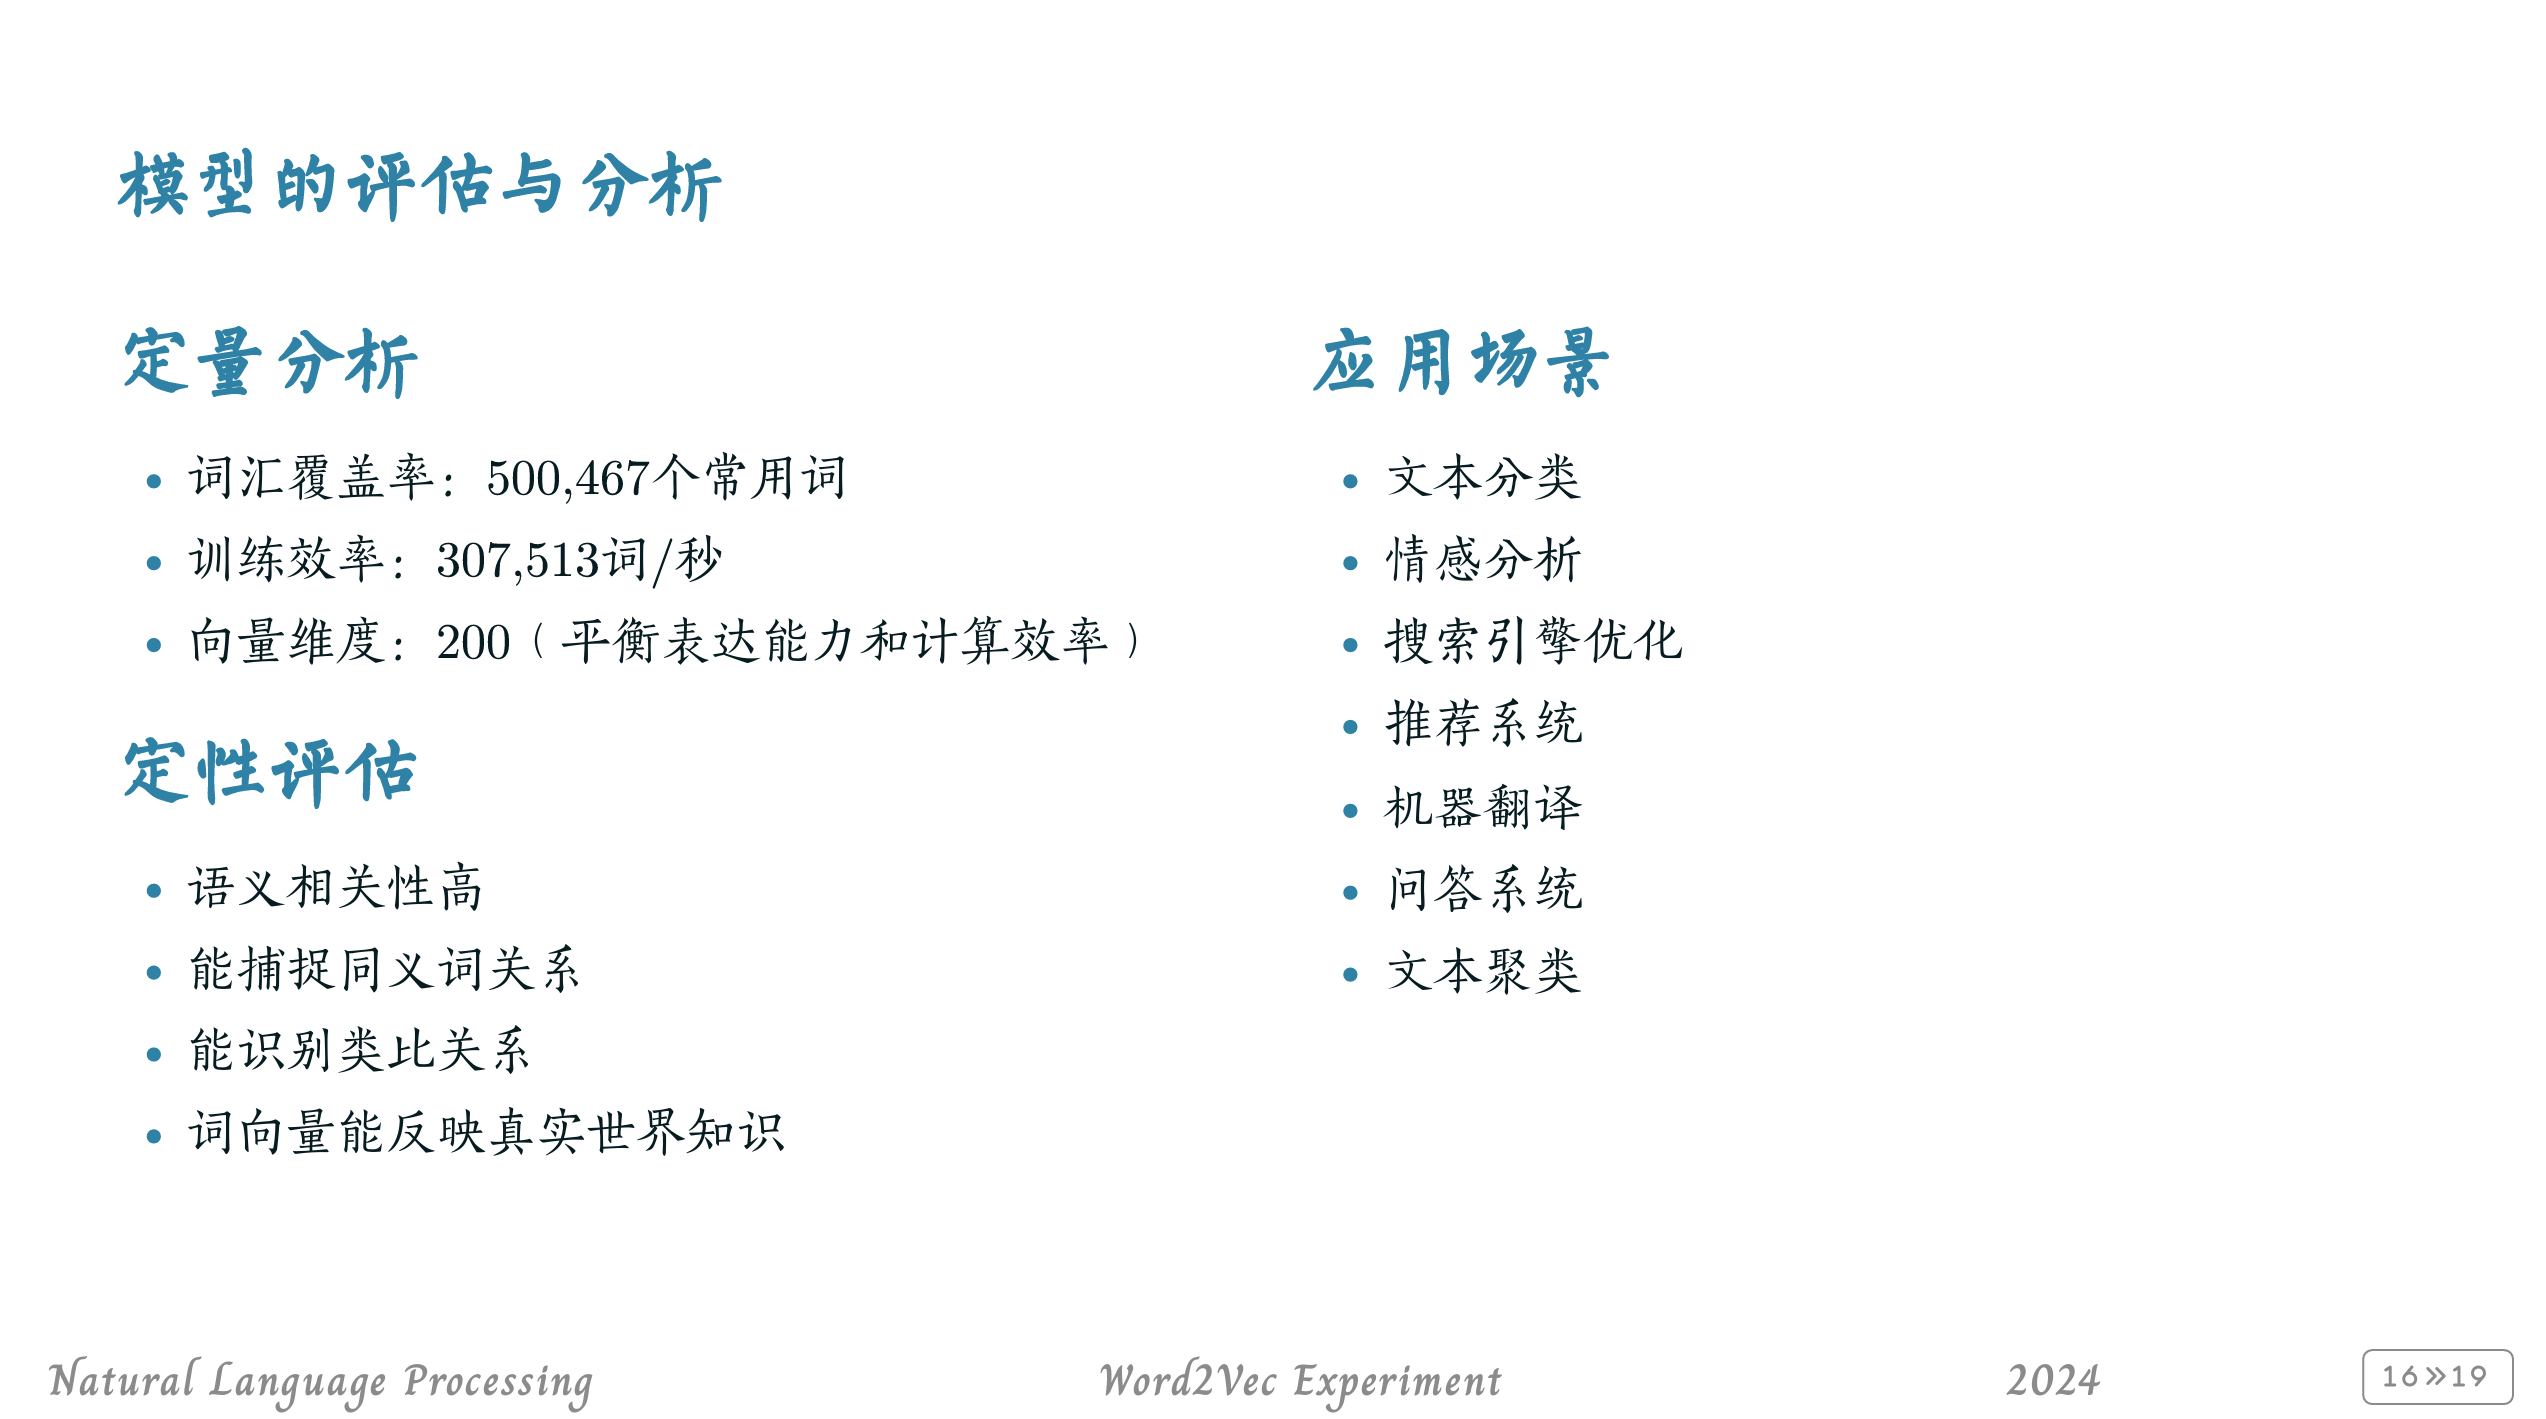 模型的评估与分析
定量分析
• 词汇覆盖率：500,467个常用词
• 训练效率：307,513词/秒
• 向量维度：200（平衡表达能力和计算效率）
定性评估
• 语义相关性高
• 能捕捉同义词关系
• 能识别类比关系
• 词向量能反映真实世界知识
应用场景
• 文本分类
• 情感分析
• 搜索引擎优化
• 推荐系统
• 机器翻译
• 问答系统
• 文本聚类
Natural Language Processing
Word2Vec Experiment
2024
16»19